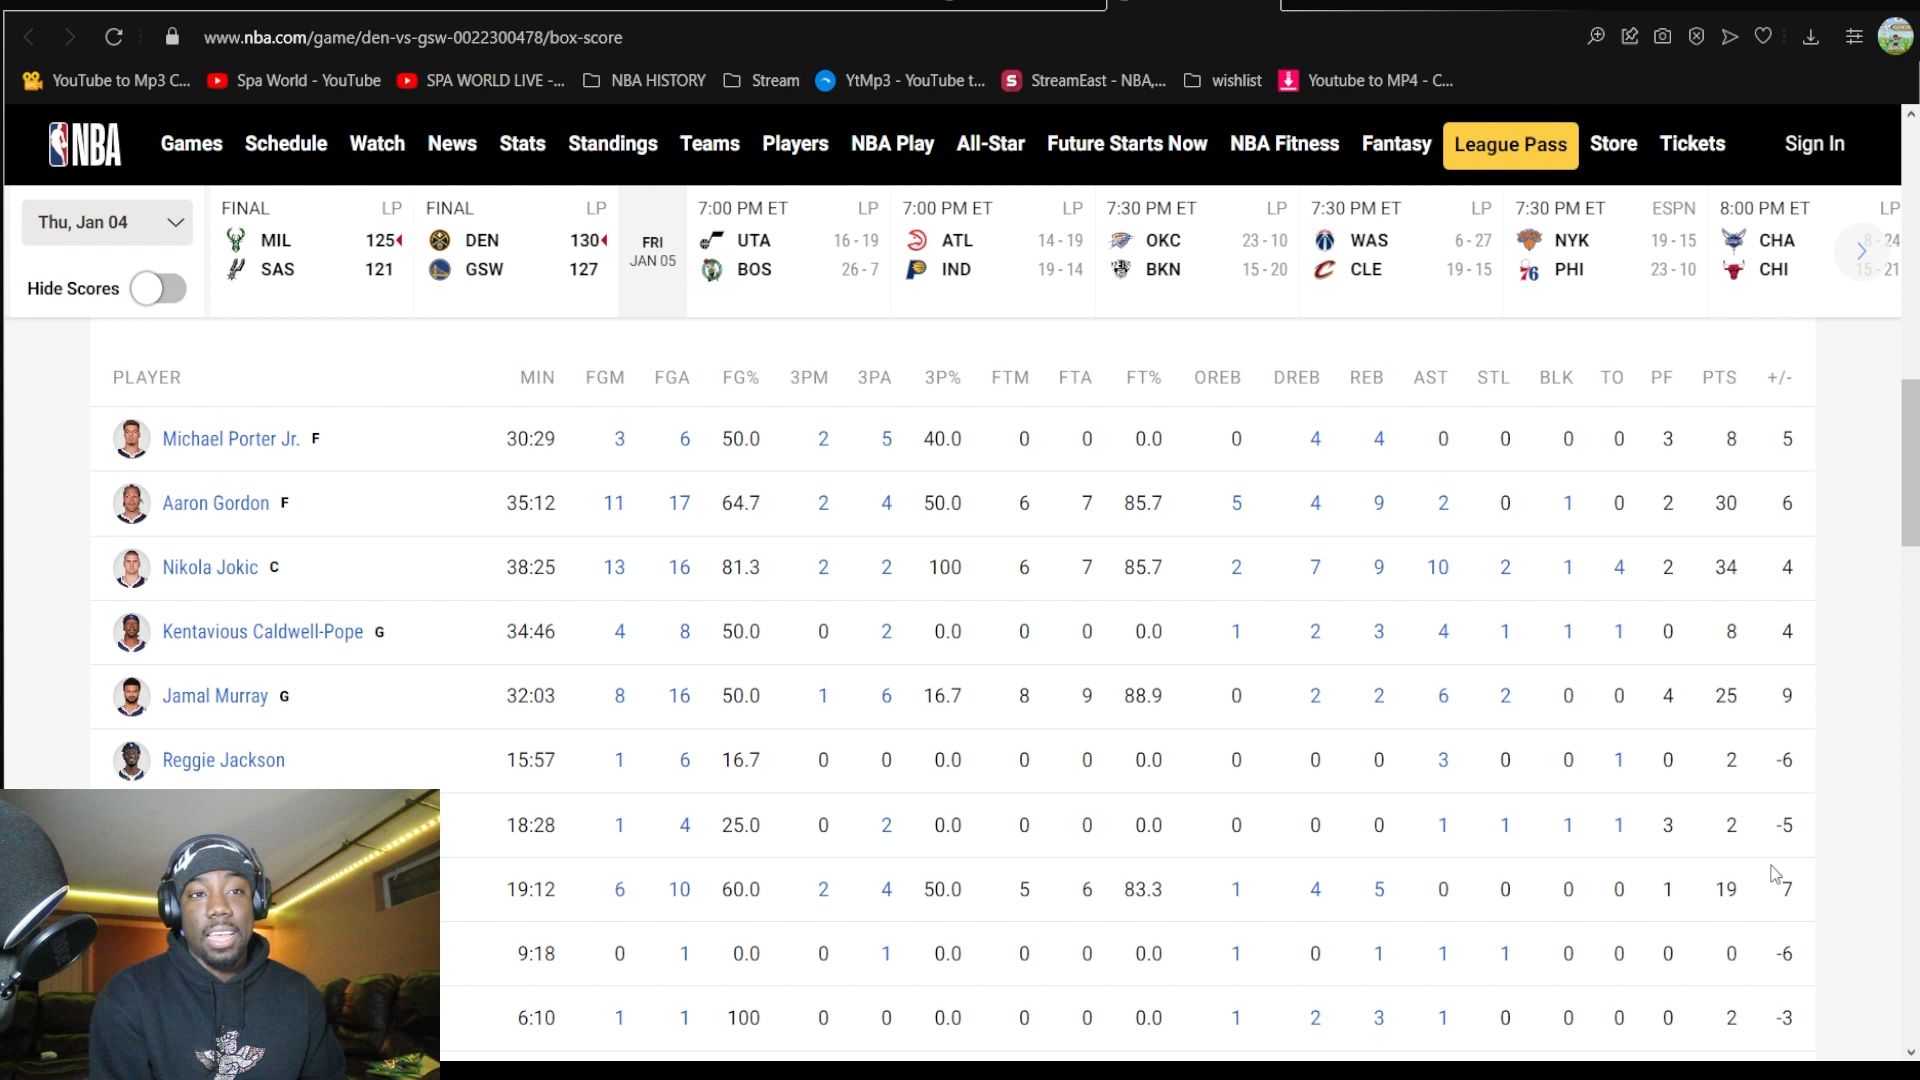 www.nba.com/game/den-vs-gsw-0022300478/box-score
YouTube to Mp3 C... Spa World - YouTube SPA WORLD LIVE -... NBA HISTORY Stream YtMp3 - YouTube t... StreamEast - NBA,... wishlist Youtube to MP4 - C...
NBA Games Schedule Watch News Stats Standings Teams Players NBA Play All-Star Future Starts Now NBA Fitness Fantasy League Pass Store Tickets Sign In
Thu, Jan 04
Hide Scores
FINAL LP
MIL 125
SAS 121
FINAL LP
DEN 130
GSW 127
FRI
JAN 05
7:00 PM ET LP
UTA 16 - 19
BOS 26 - 7
7:00 PM ET LP
ATL 14 - 19
IND 19 - 14
7:30 PM ET LP
OKC 23 - 10
BKN 15 - 20
7:30 PM ET LP
WAS 6 - 27
CLE 19 - 15
7:30 PM ET ESPN
NYK 19 - 15
PHI 23 - 10
8:00 PM ET LP
CHA 8 - 24
CHI 15 - 21
PLAYER MIN FGM FGA FG% 3PM 3PA 3P% FTM FTA FT% OREB DREB REB AST STL BLK TO PF PTS +/-
Michael Porter Jr. F 30:29 3 6 50.0 2 5 40.0 0 0 0.0 0 4 4 0 0 0 0 3 8 5
Aaron Gordon F 35:12 11 17 64.7 2 4 50.0 6 7 85.7 5 4 9 2 0 1 0 2 30 6
Nikola Jokic C 38:25 13 16 81.3 2 2 100 6 7 85.7 2 7 9 10 2 1 4 2 34 4
Kentavious Caldwell-Pope G 34:46 4 8 50.0 0 2 0.0 0 0 0.0 1 2 3 4 1 1 1 0 8 4
Jamal Murray G 32:03 8 16 50.0 1 6 16.7 8 9 88.9 0 2 2 6 2 0 0 4 25 9
Reggie Jackson 15:57 1 6 16.7 0 0 0.0 0 0 0.0 0 0 0 3 0 0 1 0 2 -6
18:28 1 4 25.0 0 2 0.0 0 0 0.0 0 0 0 1 1 1 1 3 2 -5
19:12 6 10 60.0 2 4 50.0 5 6 83.3 1 4 5 0 0 0 0 1 19 7
9:18 0 1 0.0 0 1 0.0 0 0 0.0 1 0 1 1 1 0 0 0 0 -6
6:10 1 1 100 0 0 0.0 0 0 0.0 1 2 3 1 0 0 0 0 2 -3